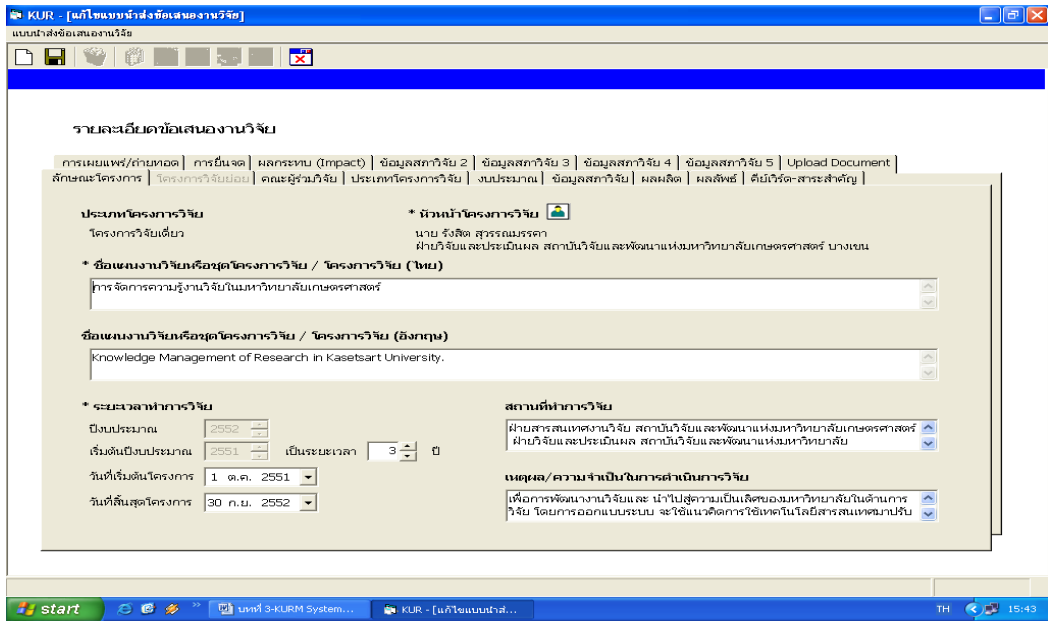 KUR - [แก้ไขแบบนำส่งข้อเสนองานวิจัย]
แบบนำส่งข้อเสนองานวิจัย
รายละเอียดข้อเสนองานวิจัย
การเผยแพร่/ถ่ายทอด การยื่นจด ผลกระทบ (Impact) ข้อมูลสภาวิจัย 2 ข้อมูลสภาวิจัย 3 ข้อมูลสภาวิจัย 4 ข้อมูลสภาวิจัย 5 Upload Document
ลักษณะโครงการ โครงการวิจัยย่อย คณะผู้ร่วมวิจัย ประเภทโครงการวิจัย งบประมาณ ข้อมูลสภาวิจัย ผลผลิต ผลลัพธ์ คีย์เวิร์ด-สาระสำคัญ
ประเภทโครงการวิจัย * หัวหน้าโครงการวิจัย
โครงการวิจัยเดี่ยว นาย รังสิต สุวรรณมรรคา
ฝ่ายวิจัยและประเมินผล สถาบันวิจัยและพัฒนาแห่งมหาวิทยาลัยเกษตรศาสตร์ บางเขน
* ชื่อแผนงานวิจัยหรือชุดโครงการวิจัย / โครงการวิจัย (ไทย)
การจัดการความรู้งานวิจัยในมหาวิทยาลัยเกษตรศาสตร์
ชื่อแผนงานวิจัยหรือชุดโครงการวิจัย / โครงการวิจัย (อังกฤษ)
Knowledge Management of Research in Kasetsart University.
* ระยะเวลาทำการวิจัย
ปีงบประมาณ 2552
เริ่มต้นปีงบประมาณ 2551 เป็นระยะเวลา 3 ปี
วันที่เริ่มต้นโครงการ 1 ต.ค. 2551
วันที่สิ้นสุดโครงการ 30 ก.ย. 2552
สถานที่ทำการวิจัย
ฝ่ายสารสนเทศงานวิจัย สถาบันวิจัยและพัฒนาแห่งมหาวิทยาลัยเกษตรศาสตร์
ฝ่ายวิจัยและประเมินผล สถาบันวิจัยและพัฒนาแห่งมหาวิทยาลัย
เหตุผล/ความจำเป็นในการดำเนินการวิจัย
เพื่อการพัฒนางานวิจัยและ นำไปสู่ความเป็นเลิศของมหาวิทยาลัยในด้านการ
วิจัย โดยการออกแบบระบบ จะใช้แนวคิดการใช้เทคโนโลยีสารสนเทศมาปรับ
start บทที่ 3-KURM System... KUR - [แก้ไขแบบนำส่... TH 15:43